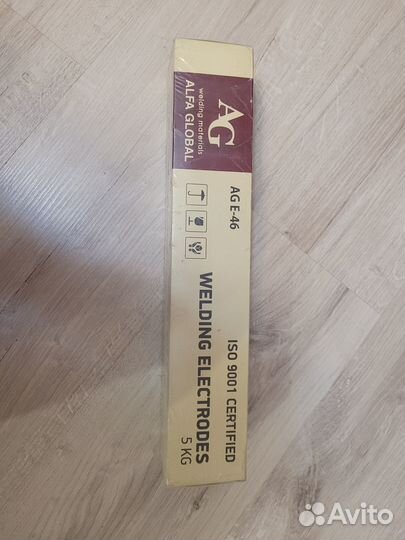 AG
welding materials
ALFA GLOBAL
AG E-46
ISO 9001 CERTIFIED
WELDING ELECTRODES
5 KG
Avito